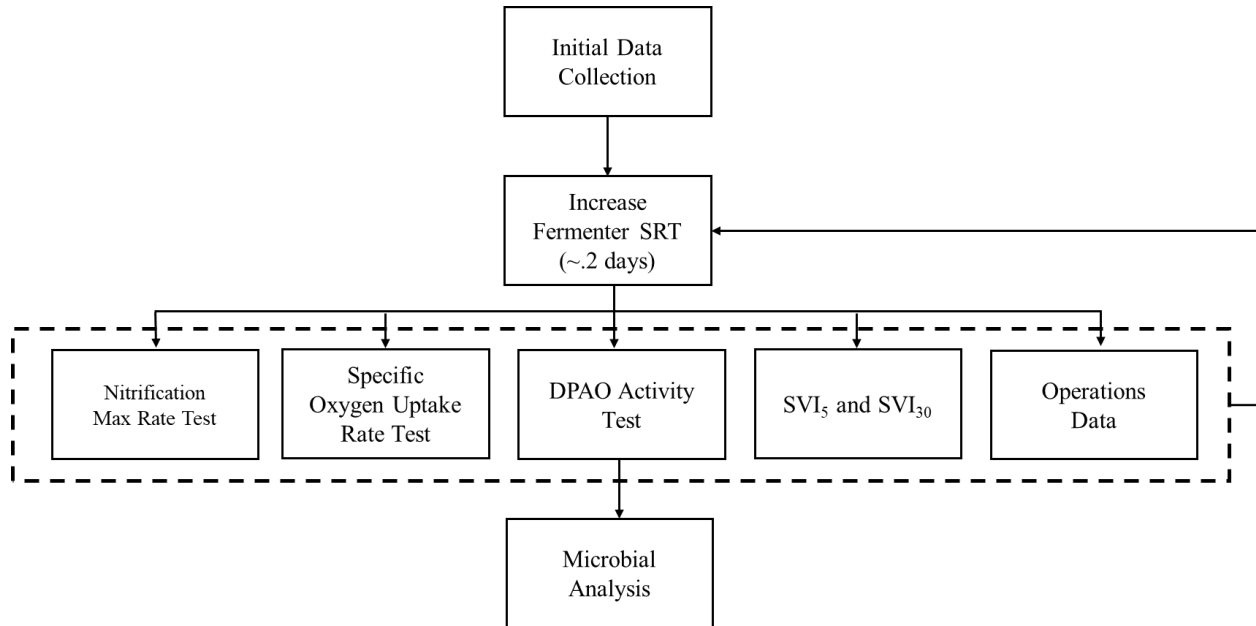 Initial Data
Collection
Increase
Fermenter SRT
(~.2 days)
Nitrification
Max Rate Test
Specific
Oxygen Uptake
Rate Test
DPAO Activity
Test
SVI₅ and SVI₃₀
Operations
Data
Microbial
Analysis